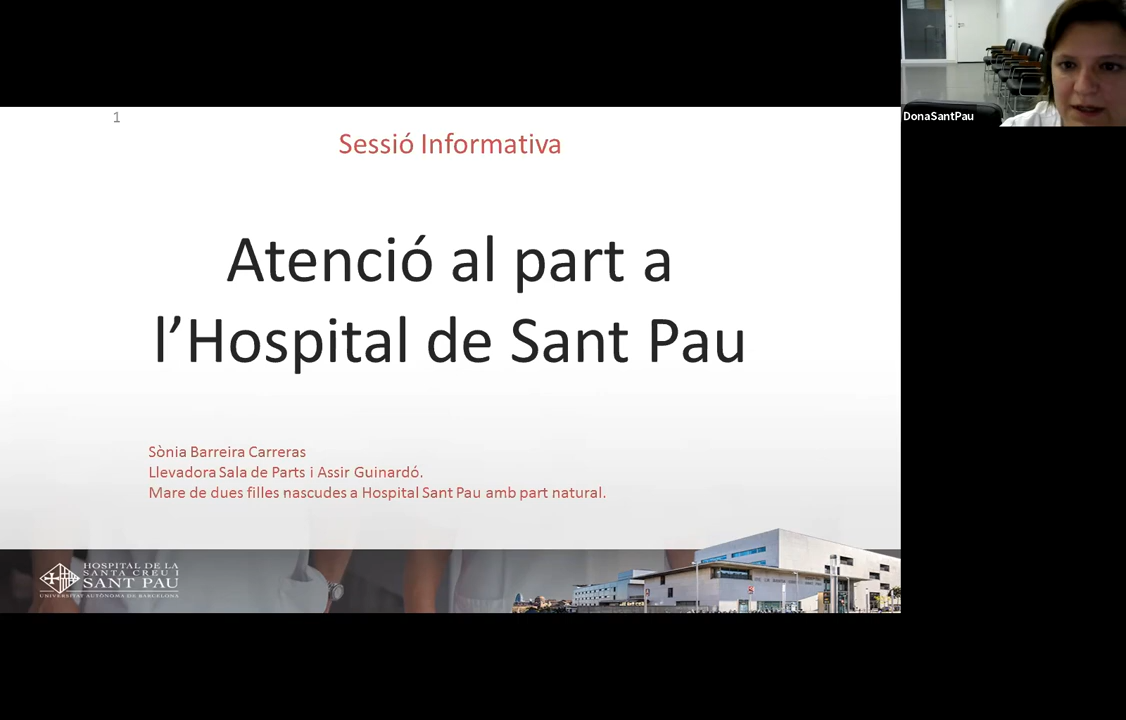 1
Sessió Informativa
Atenció al part a
l’Hospital de Sant Pau
Sònia Barreira Carreras
Llevadora Sala de Parts i Assir Guinardó.
Mare de dues filles nascudes a Hospital Sant Pau amb part natural.
HOSPITAL DE LA
SANTA CREU I
SANT PAU
UNIVERSITAT AUTÒNOMA DE BARCELONA
DonaSantPau